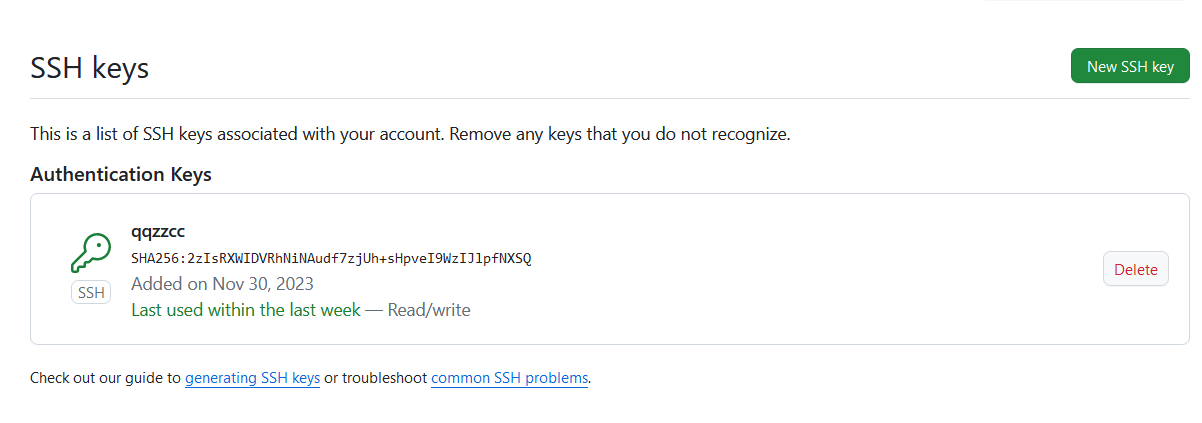 SSH keys
New SSH key
This is a list of SSH keys associated with your account. Remove any keys that you do not recognize.
Authentication Keys
qqzzcc
SHA256:2zIsRXWIDVRhNiNAudf7zjUh+sHpveI9WzIJ1pfNXSQ
Added on Nov 30, 2023
Last used within the last week — Read/write
SSH
Delete
Check out our guide to generating SSH keys or troubleshoot common SSH problems.